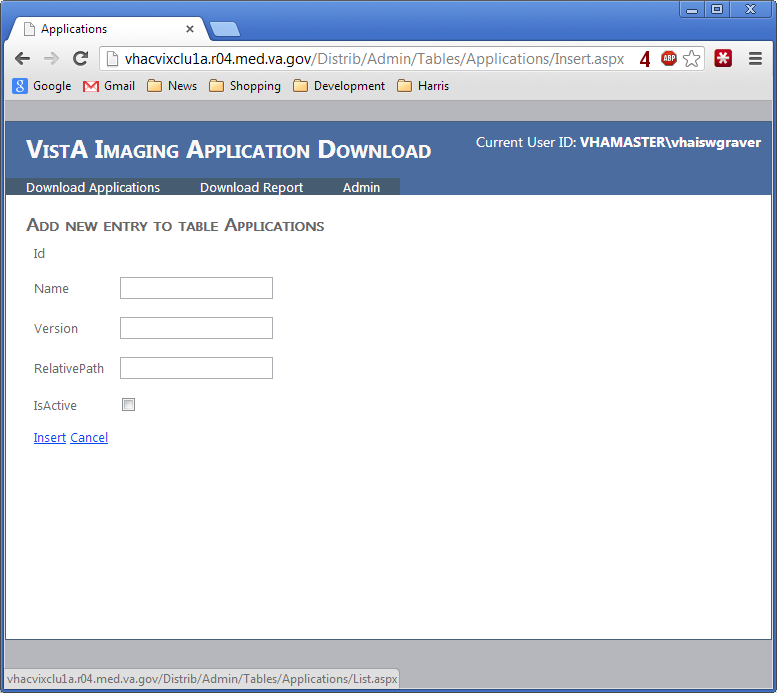 Applications
vhacvixclu1a.r04.med.va.gov/Distrib/Admin/Tables/Applications/Insert.aspx 4 ABP
8 Google Gmail News Shopping Development Harris
VistA Imaging Application Download
Current User ID: VHAMASTER\vhaiswgraver
Download Applications Download Report Admin
Add new entry to table Applications
Id
Name
Version
RelativePath
IsActive
Insert Cancel
vhacvixclu1a.r04.med.va.gov/Distrib/Admin/Tables/Applications/List.aspx